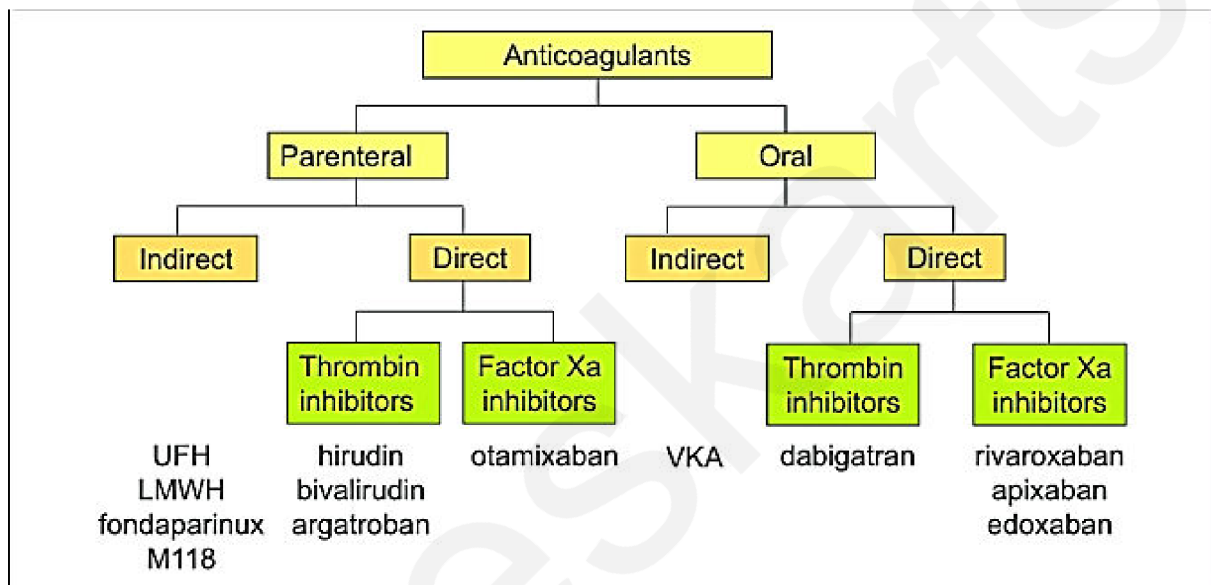 Anticoagulants
Parenteral
Oral
Indirect
Direct
Indirect
Direct
Thrombin
inhibitors
Factor Xa
inhibitors
Thrombin
inhibitors
Factor Xa
inhibitors
UFH
LMWH
fondaparinux
M118
hirudin
bivalirudin
argatroban
otamixaban
VKA
dabigatran
rivaroxaban
apixaban
edoxaban
eskarts